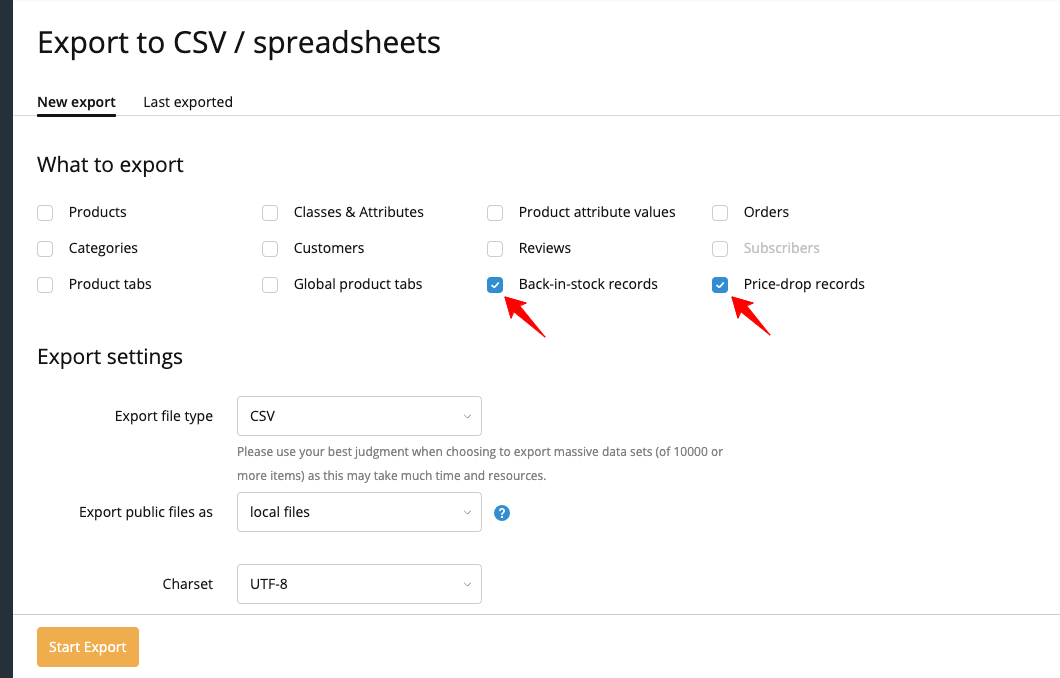 Export to CSV / spreadsheets
New export Last exported
What to export
Products Classes & Attributes Product attribute values Orders
Categories Customers Reviews Subscribers
Product tabs Global product tabs Back-in-stock records Price-drop records
Export settings
Export file type CSV
Please use your best judgment when choosing to export massive data sets (of 10000 or
more items) as this may take much time and resources.
Export public files as local files ?
Charset UTF-8
Start Export